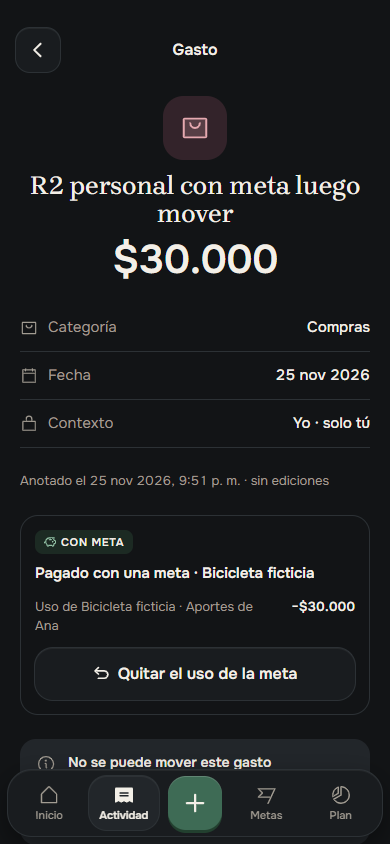 Gasto
R2 personal con meta luego
mover
$30.000
Categoría
Compras
Fecha
25 nov 2026
Contexto
Yo · solo tú
Anotado el 25 nov 2026, 9:51 p. m. · sin ediciones
CON META
Pagado con una meta · Bicicleta ficticia
Uso de Bicicleta ficticia · Aportes de
Ana
-$30.000
Quitar el uso de la meta
No se puede mover este gasto
Inicio
Actividad
Metas
Plan